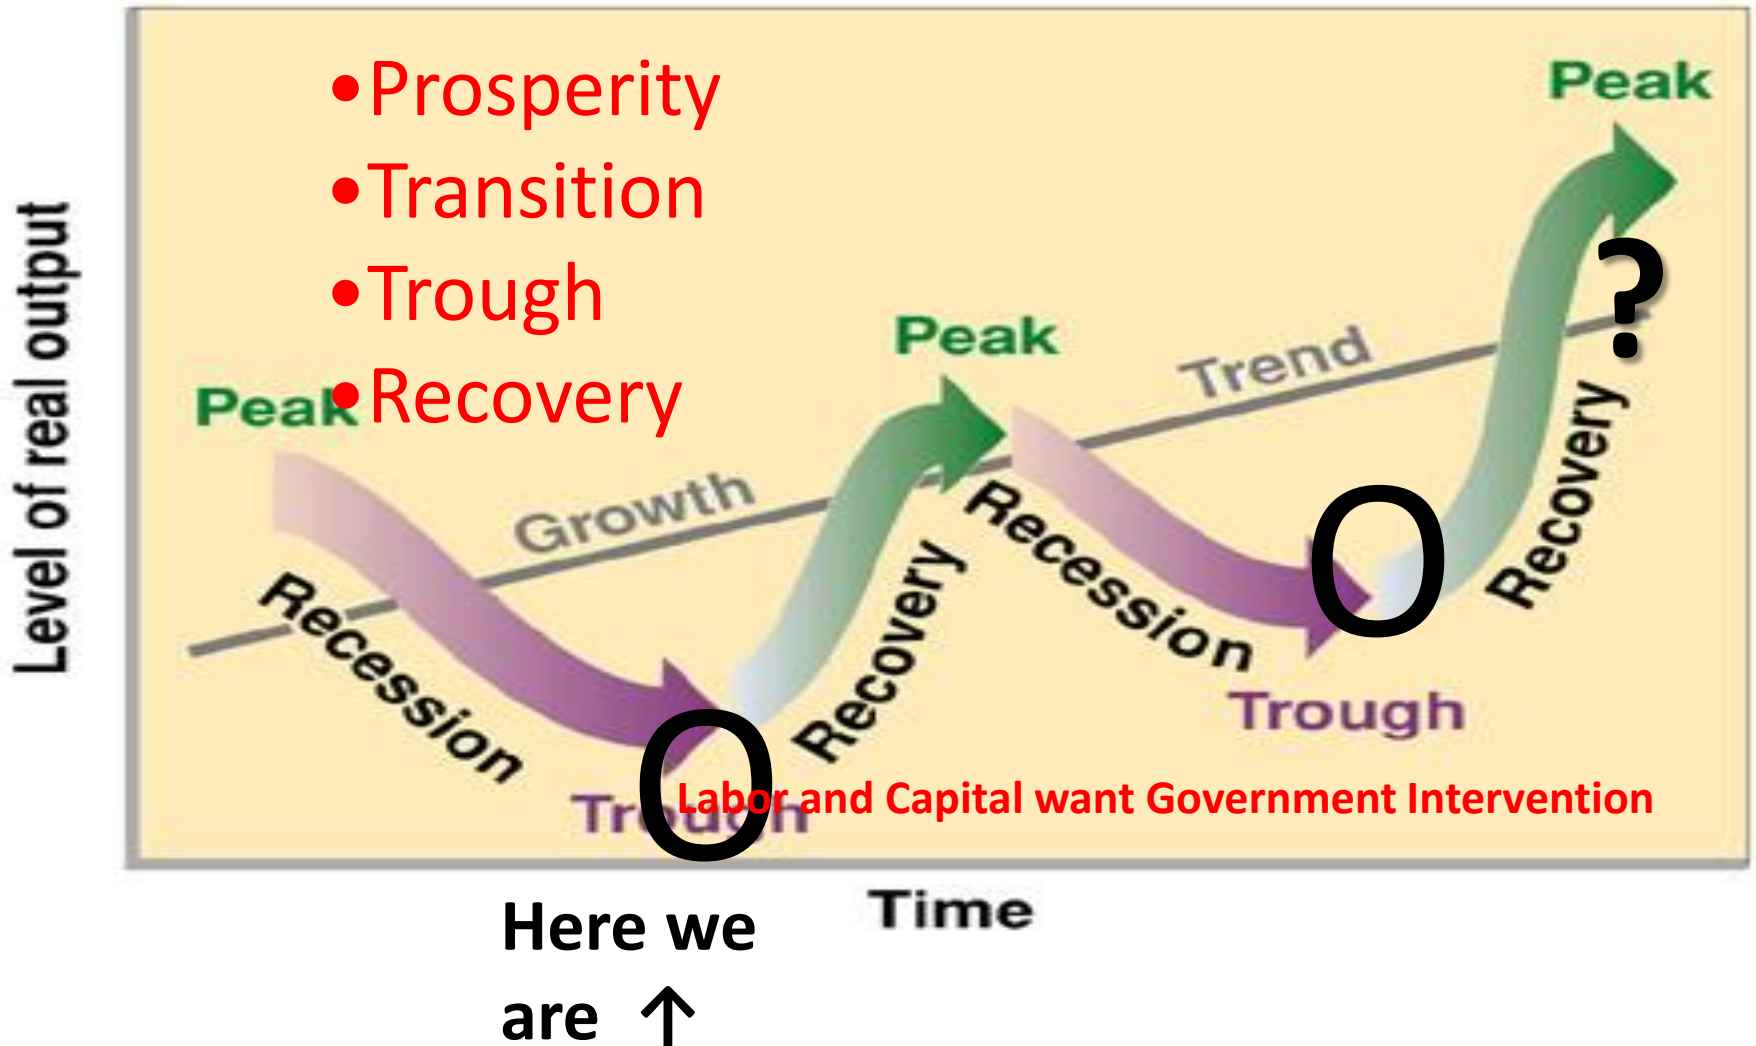 •Prosperity
•Transition
•Trough
•Recovery
Peak
Peak
Peak
Level of real output
Growth
Trend
?
Recession
Recovery
Recession
Recovery
O
O
Trough
Trough
Labor and Capital want Government Intervention
Time
Here we
are ↑